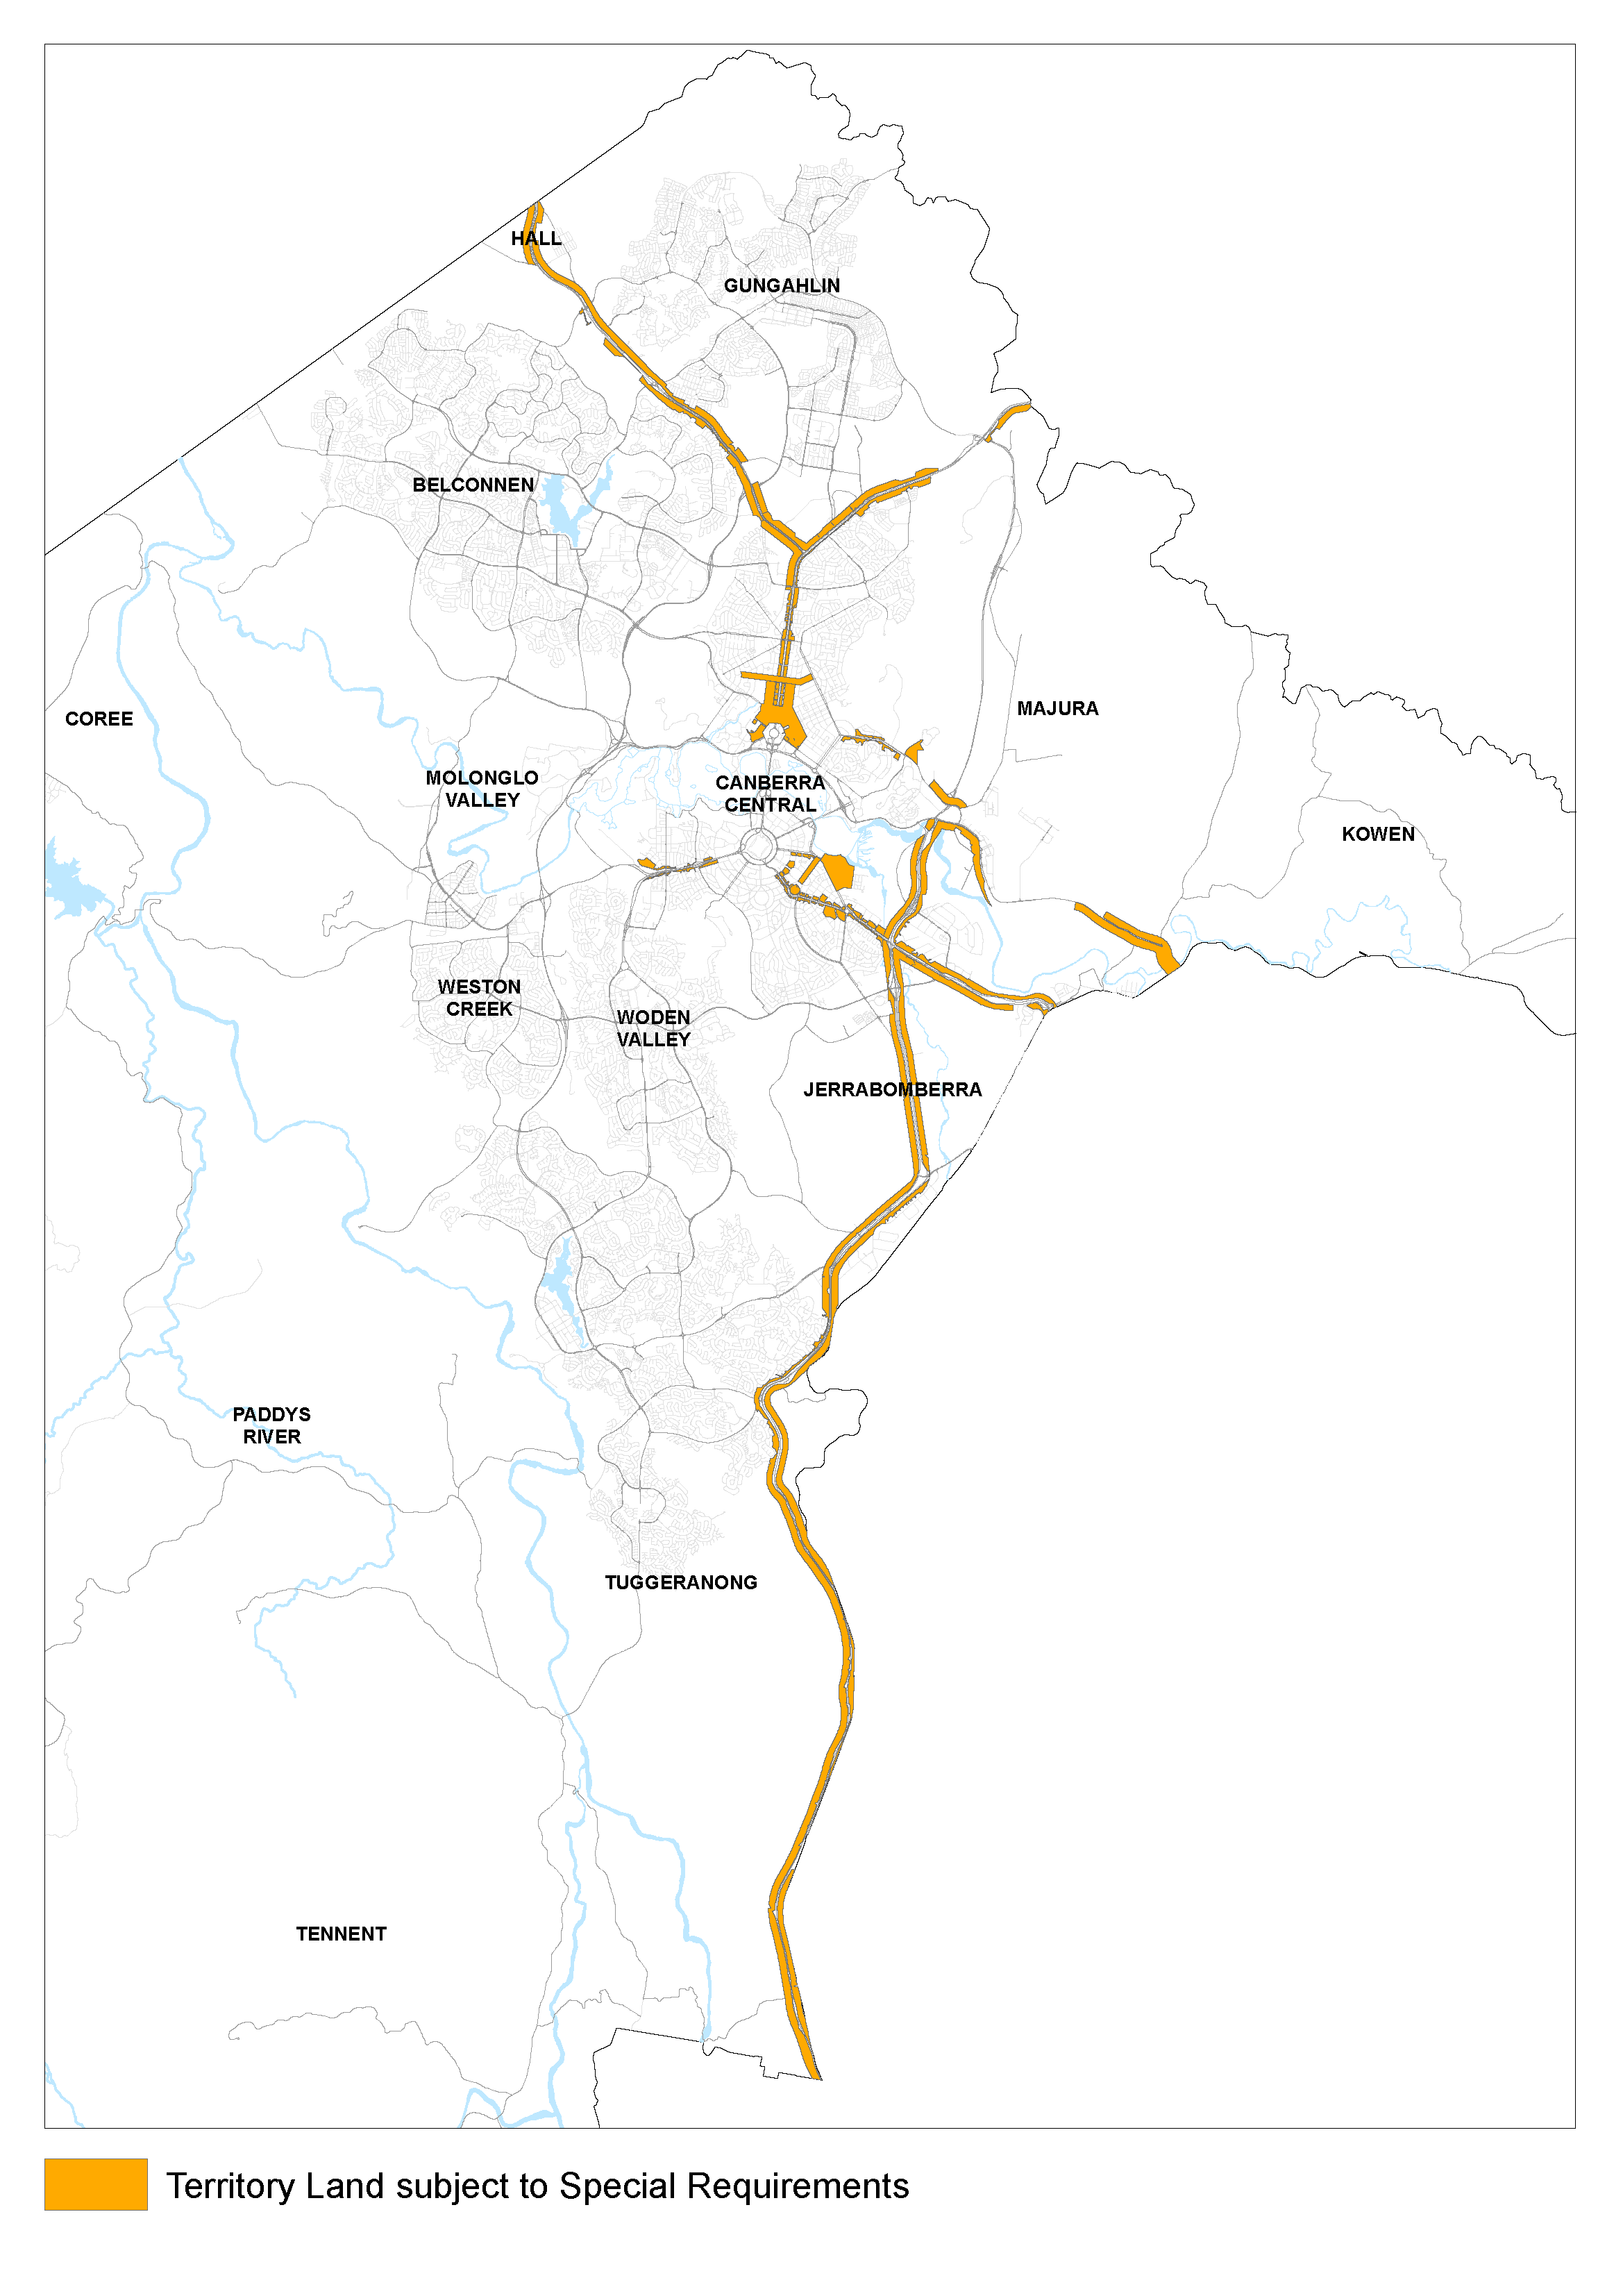 HALL
GUNGAHLIN
BELCONNEN
MAJURA
COREE
MOLONGLO
VALLEY
CANBERRA
CENTRAL
KOWEN
WESTON
CREEK
WODEN
VALLEY
JERRABOMBERRA
PADDYS
RIVER
TUGGERANONG
TENNENT
Territory Land subject to Special Requirements